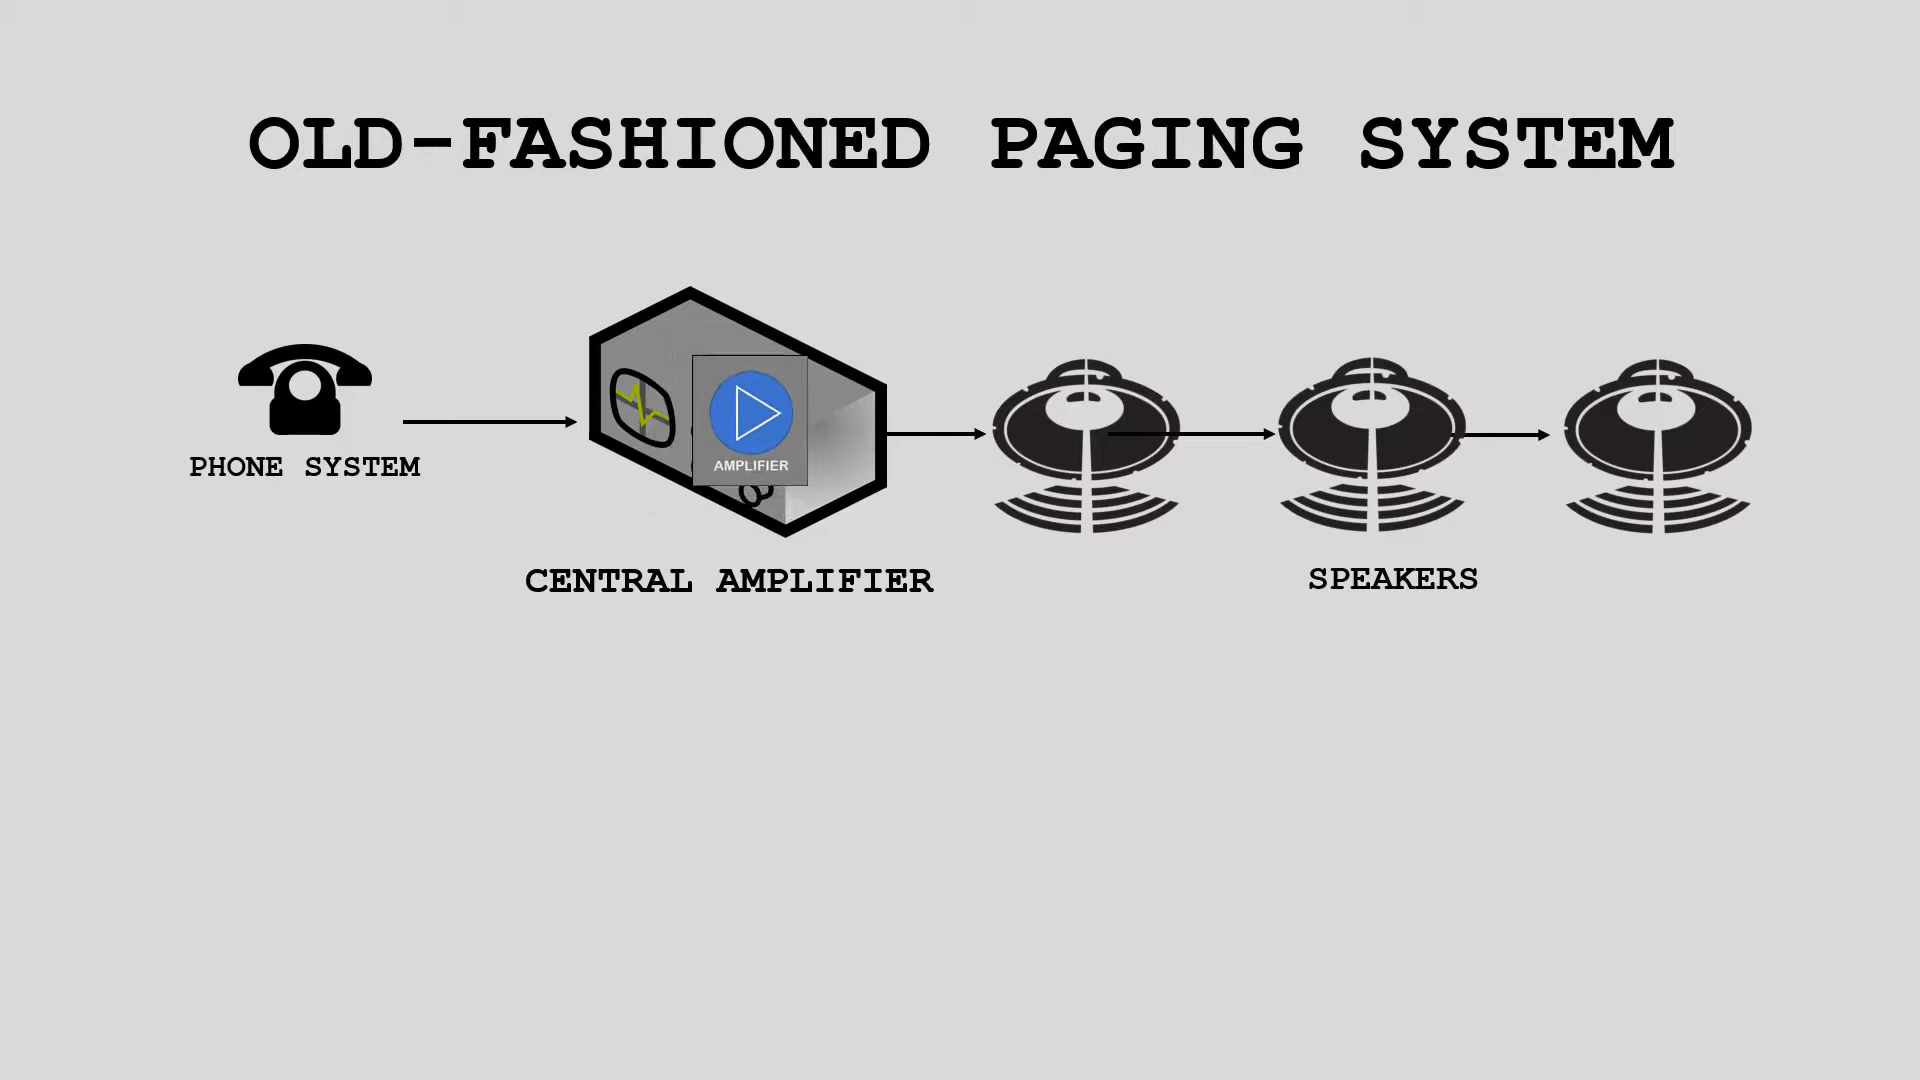 OLD-FASHIONED PAGING SYSTEM
AMPLIFIER
PHONE SYSTEM
CENTRAL AMPLIFIER
SPEAKERS